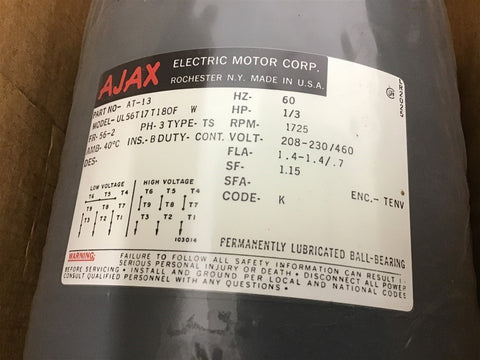 AJAX
ELECTRIC MOTOR CORP.
ROCHESTER N.Y. MADE IN U.S.A.
PART NO- AT-13 HZ- 60
MODEL- UL56T17T180F W HP- 1/3
FR- 56-2 PH- 3 TYPE- TS RPM- 1725
AMB- 40°C INS.- B DUTY- CONT. VOLT- 208-230/460
DES- FLA- 1.4-1.4/.7
SF- 1.15
SFA-
CODE- K ENC.- TENV
LOW VOLTAGE HIGH VOLTAGE
T6 T5 T4 T6 T5 T4
T9 T8 T7 T9 T8 T7
T3 T2 T1 T3 T2 T1
103014
PERMANENTLY LUBRICATED BALL-BEARING
WARNING: FAILURE TO FOLLOW ALL SAFETY INFORMATION CAN RESULT I
SERIOUS PERSONAL INJURY OR DEATH • DISCONNECT ALL POWER
BEFORE SERVICING • INSTALL AND GROUND PER LOCAL AND NATIONAL CODES
CONSULT QUALIFIED PERSONNEL WITH ANY QUESTIONS •